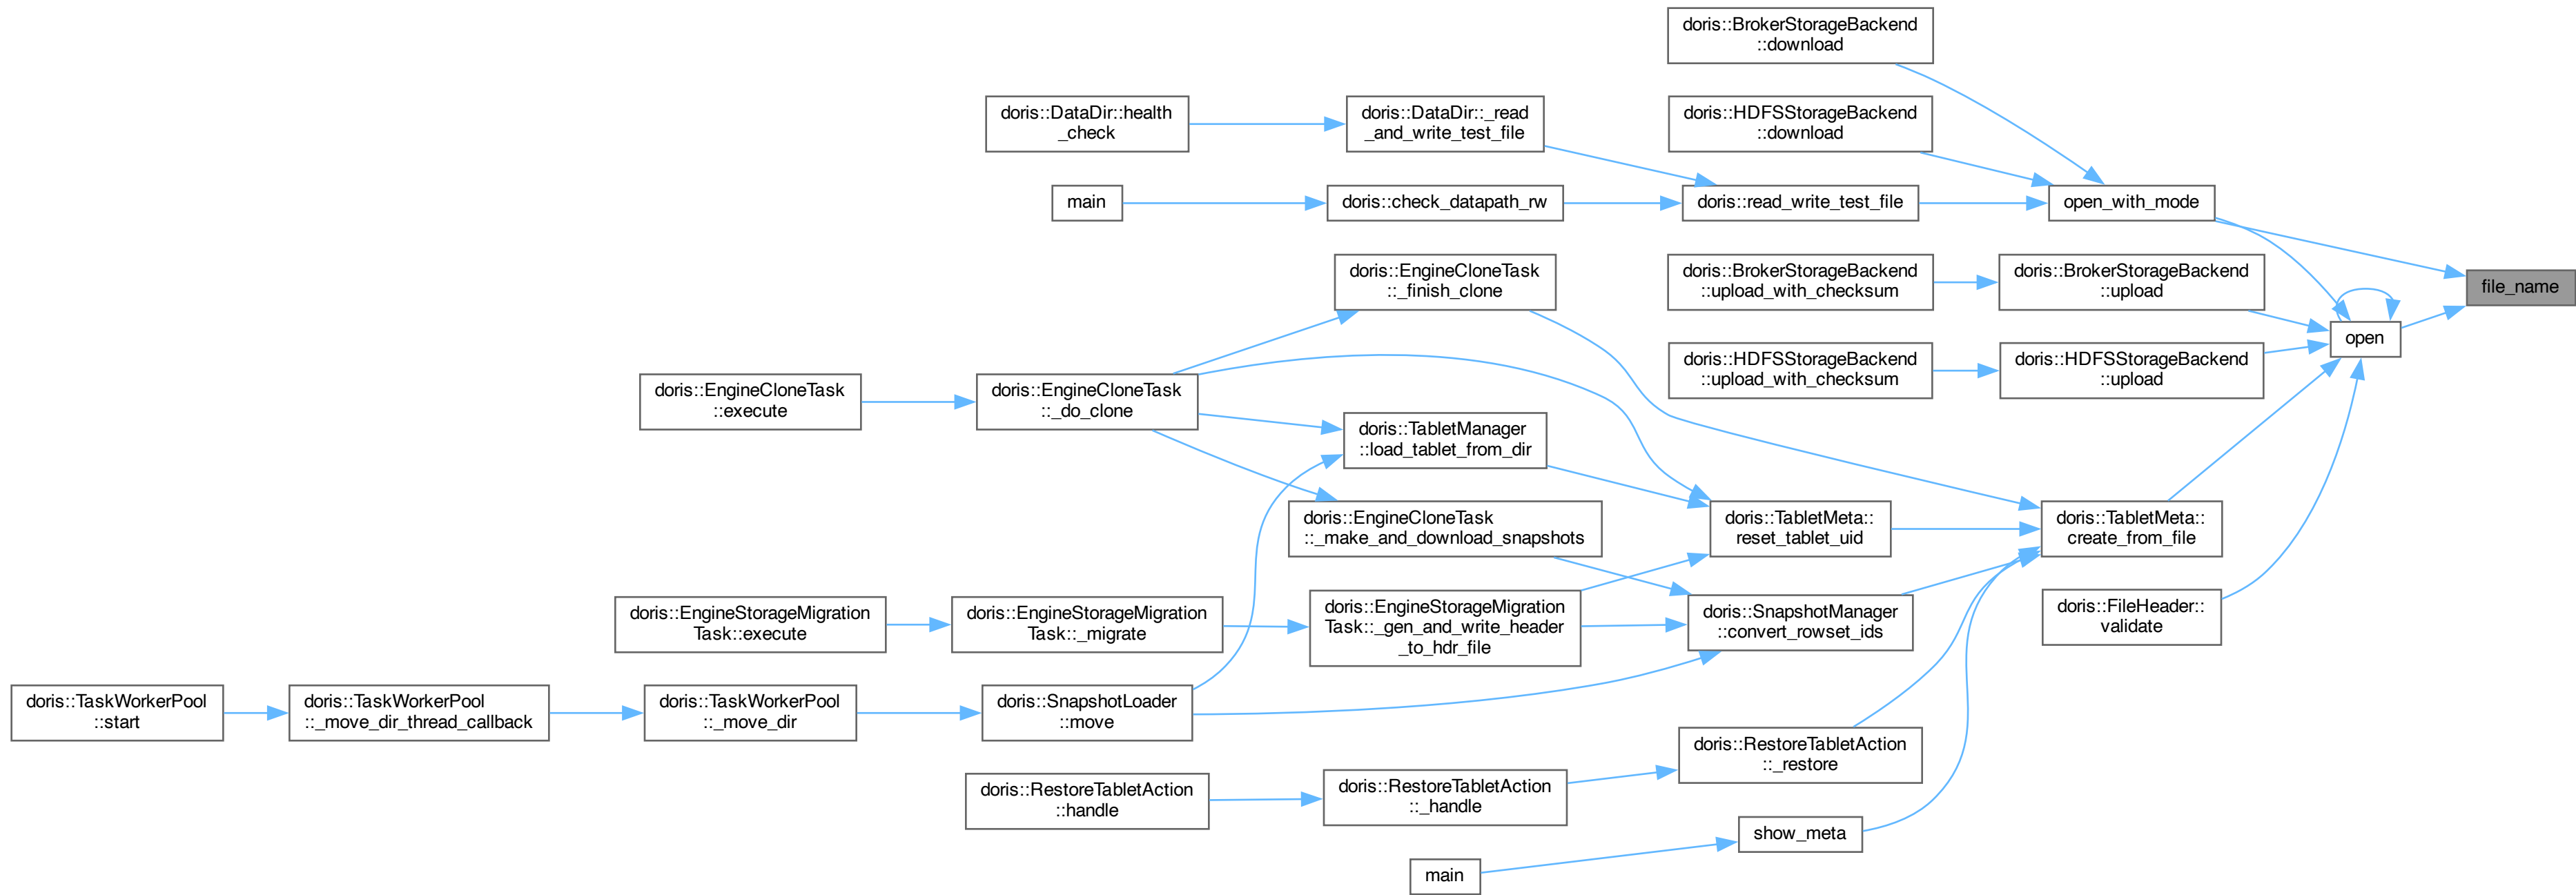 doris::BrokerStorageBackend
::download
doris::DataDir::health
_check
doris::DataDir::_read
_and_write_test_file
doris::HDFSStorageBackend
::download
main
doris::check_datapath_rw
doris::read_write_test_file
open_with_mode
doris::EngineCloneTask
::_finish_clone
doris::BrokerStorageBackend
::upload_with_checksum
doris::BrokerStorageBackend
::upload
file_name
open
doris::HDFSStorageBackend
::upload_with_checksum
doris::HDFSStorageBackend
::upload
doris::EngineCloneTask
::execute
doris::EngineCloneTask
::_do_clone
doris::TabletManager
::load_tablet_from_dir
doris::EngineCloneTask
::_make_and_download_snapshots
doris::TabletMeta::
reset_tablet_uid
doris::TabletMeta::
create_from_file
doris::EngineStorageMigration
Task::execute
doris::EngineStorageMigration
Task::_migrate
doris::EngineStorageMigration
Task::_gen_and_write_header
_to_hdr_file
doris::SnapshotManager
::convert_rowset_ids
doris::FileHeader::
validate
doris::TaskWorkerPool
::start
doris::TaskWorkerPool
::_move_dir_thread_callback
doris::TaskWorkerPool
::_move_dir
doris::SnapshotLoader
::move
doris::RestoreTabletAction
::_restore
doris::RestoreTabletAction
::handle
doris::RestoreTabletAction
::_handle
show_meta
main